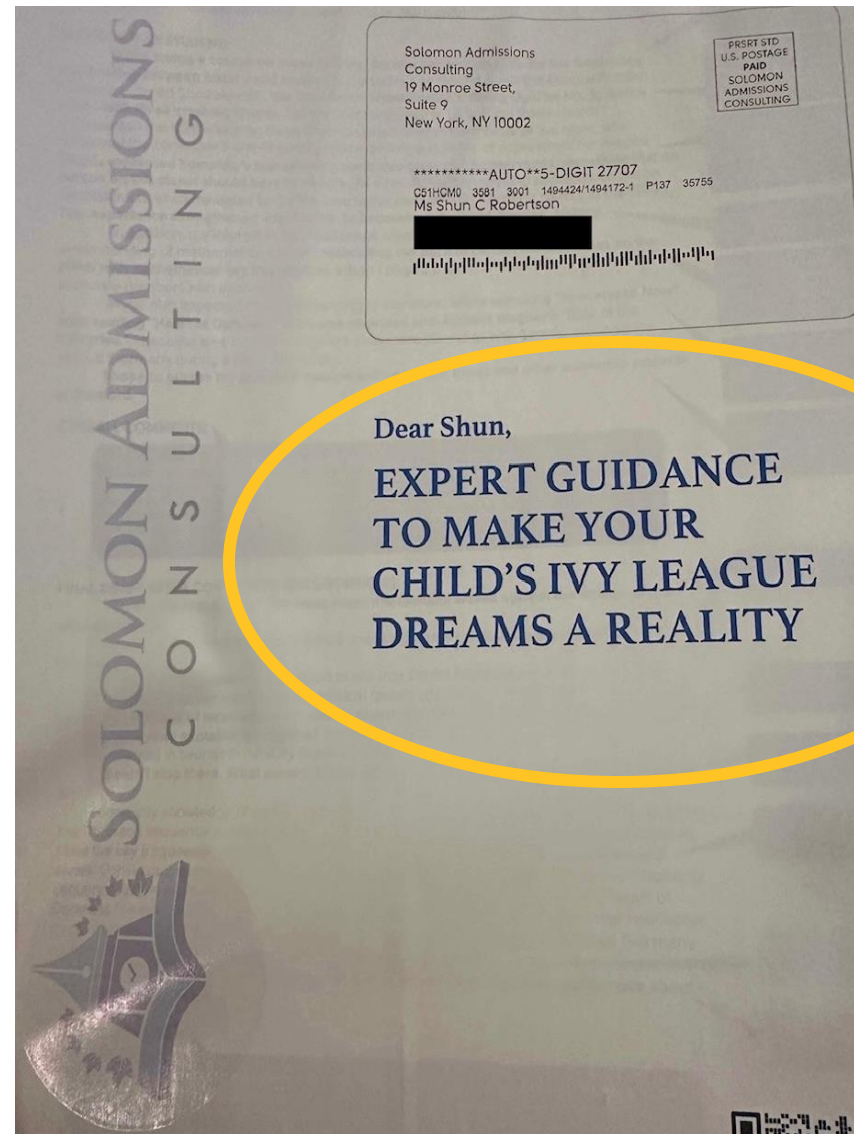 SOLOMON ADMISSIONS
CONSULTING
Solomon Admissions
Consulting
19 Monroe Street,
Suite 9
New York, NY 10002
PRSRT STD
U.S. POSTAGE
PAID
SOLOMON
ADMISSIONS
CONSULTING
***********AUTO**5-DIGIT 27707
C51HCM0 3581 3001 1494424/1494172-1 P137 35755
Ms Shun C Robertson
Dear Shun,
EXPERT GUIDANCE
TO MAKE YOUR
CHILD'S IVY LEAGUE
DREAMS A REALITY